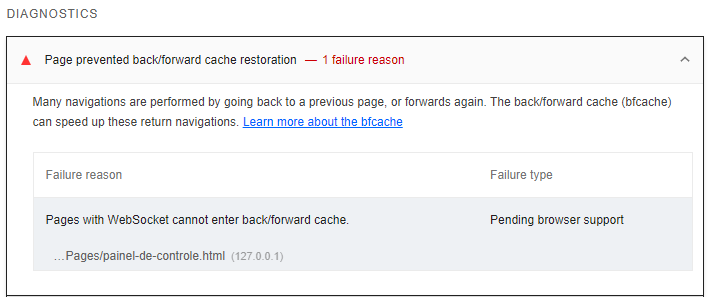 DIAGNOSTICS
Page prevented back/forward cache restoration — 1 failure reason
Many navigations are performed by going back to a previous page, or forwards again. The back/forward cache (bfcache)
can speed up these return navigations. Learn more about the bfcache
Failure reason Failure type
Pages with WebSocket cannot enter back/forward cache. Pending browser support
…Pages/painel-de-controle.html (127.0.0.1)